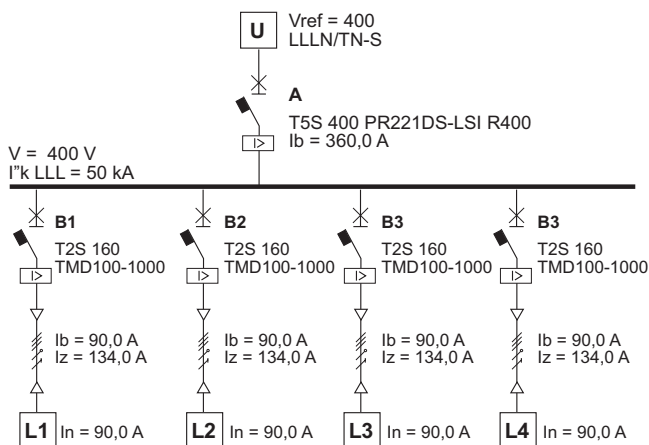 U
Vref = 400
LLLN/TN-S
A
T5S 400 PR221DS-LSI R400
I>
Ib = 360,0 A
V = 400 V
I"k LLL = 50 kA
B1
B2
B3
B3
T2S 160
TMD100-1000
T2S 160
TMD100-1000
T2S 160
TMD100-1000
T2S 160
TMD100-1000
I>
I>
I>
I>
Ib = 90,0 A
Iz = 134,0 A
Ib = 90,0 A
Iz = 134,0 A
Ib = 90,0 A
Iz = 134,0 A
Ib = 90,0 A
Iz = 134,0 A
L1 In = 90,0 A
L2 In = 90,0 A
L3 In = 90,0 A
L4 In = 90,0 A